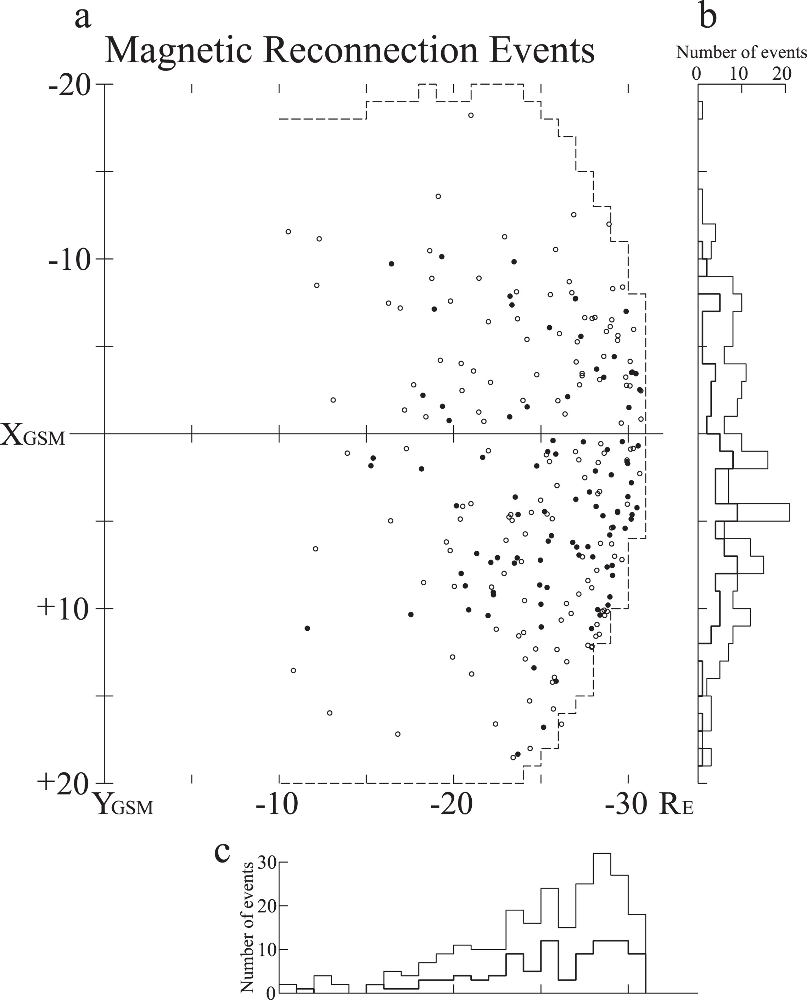 a
b
Magnetic Reconnection Events
Number of events
0 10 20
-20
-10
XGSM
+10
+20
YGSM
-10 -20 -30 RE
c
Number of events
30
20
10
0